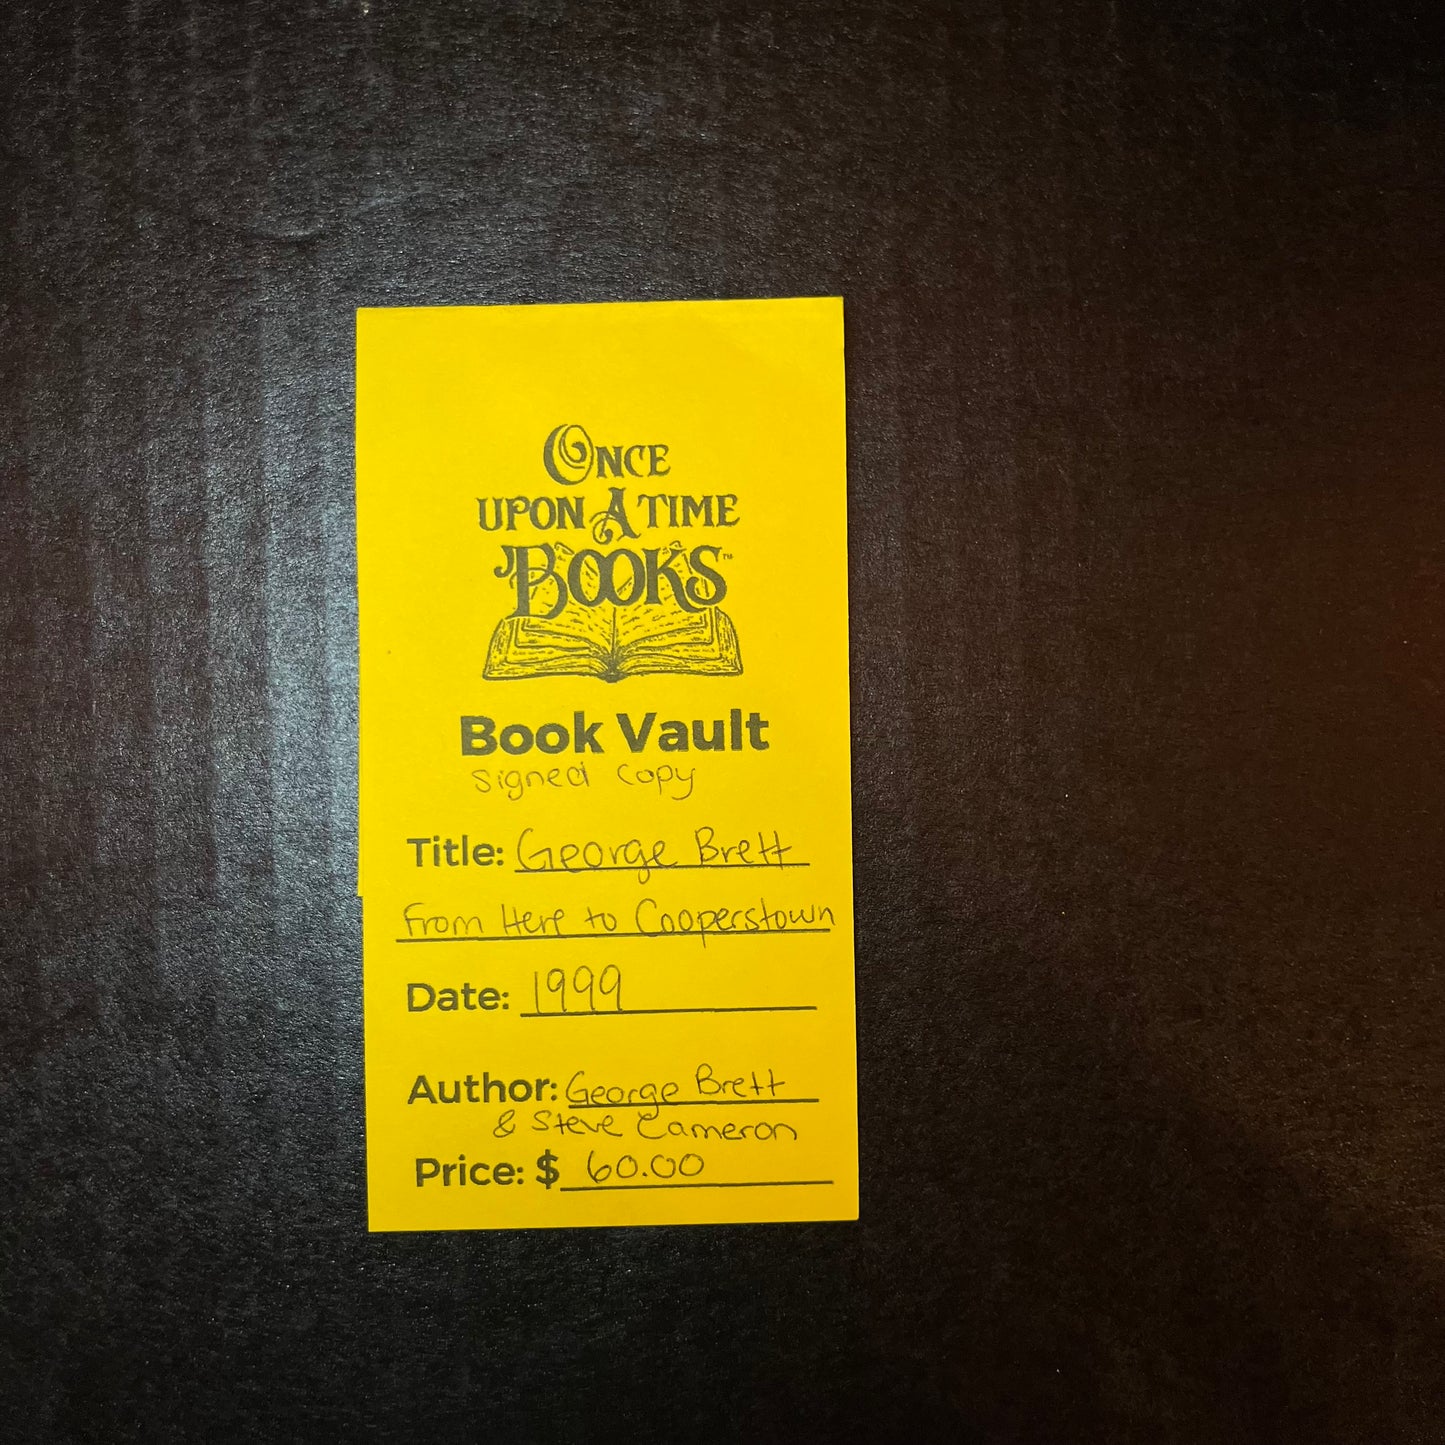 ONCE
UPON A TIME
BOOKS™
Book Vault
Signed Copy
Title: George Brett
From Here to Cooperstown
Date: 1999
Author: George Brett
& Steve Cameron
Price: $ 60.00